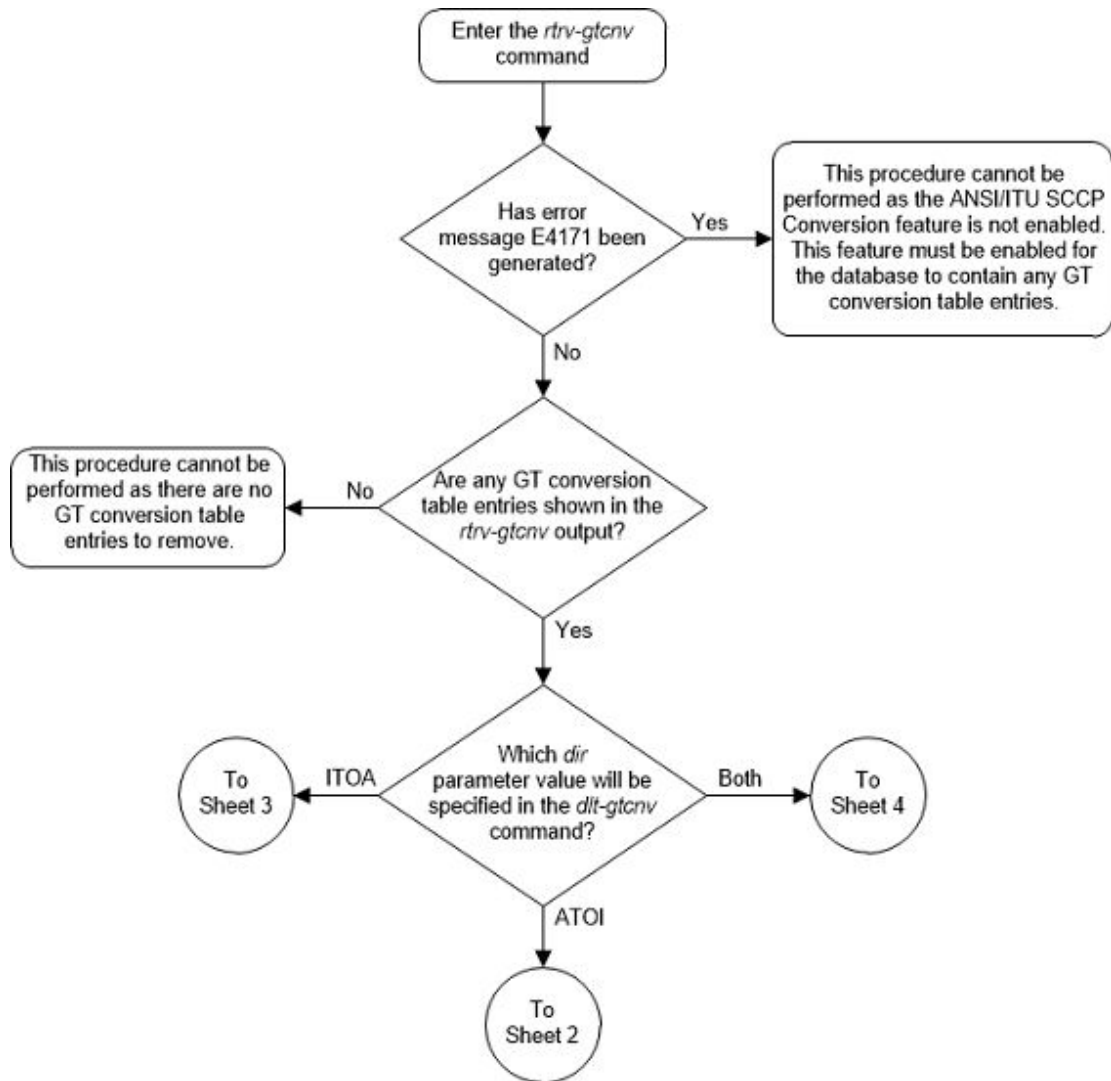 Enter the rtrv-gtcnv
command
Has error
message E4171 been
generated?
Yes
This procedure cannot be
performed as the ANSI/ITU SCCP
Conversion feature is not enabled.
This feature must be enabled for
the database to contain any GT
conversion table entries.
No
Are any GT conversion
table entries shown in the
rtrv-gtcnv output?
No
This procedure cannot be
performed as there are no
GT conversion table
entries to remove.
Yes
Which dir
parameter value will be
specified in the dlt-gtcnv
command?
ITOA
To
Sheet 3
Both
To
Sheet 4
ATOI
To
Sheet 2